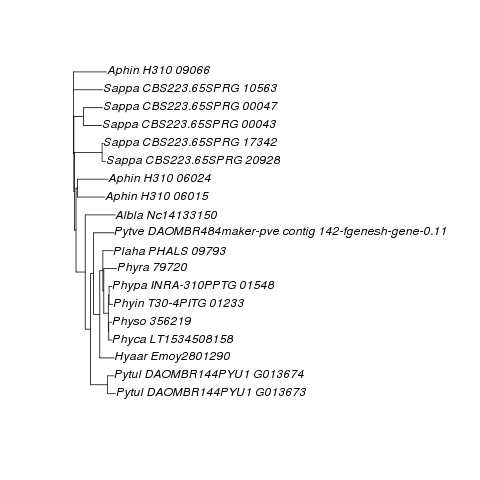 Aphin H310 09066
Sappa CBS223.65SPRG 10563
Sappa CBS223.65SPRG 00047
Sappa CBS223.65SPRG 00043
Sappa CBS223.65SPRG 17342
Sappa CBS223.65SPRG 20928
Aphin H310 06024
Aphin H310 06015
Albla Nc14133150
Pytve DAOMBR484maker-pve contig 142-fgenesh-gene-0.11
Plaha PHALS 09793
Phyra 79720
Phypa INRA-310PPTG 01548
Phyin T30-4PITG 01233
Physo 356219
Phyca LT1534508158
Hyaar Emoy2801290
Pytul DAOMBR144PYU1 G013674
Pytul DAOMBR144PYU1 G013673